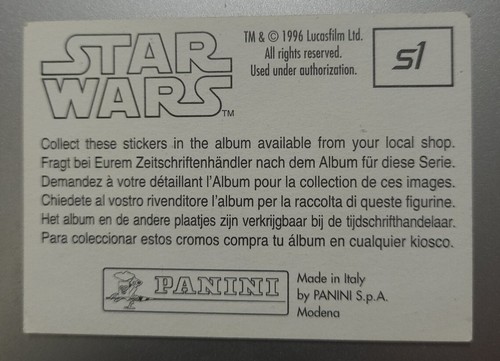 STAR
WARS™
TM & © 1996 Lucasfilm Ltd.
All rights reserved.
Used under authorization.
S1
Collect these stickers in the album available from your local shop.
Fragt bei Eurem Zeitschriftenhändler nach dem Album für diese Serie.
Demandez à votre détaillant l'Album pour la collection de ces images.
Chiedete al vostro rivenditore l'album per la raccolta di queste figurine.
Het album en de andere plaatjes zijn verkrijgbaar bij de tijdschrifthandelaar.
Para coleccionar estos cromos compra tu álbum en cualquier kiosco.
PANINI
Made in Italy
by PANINI S.p.A.
Modena